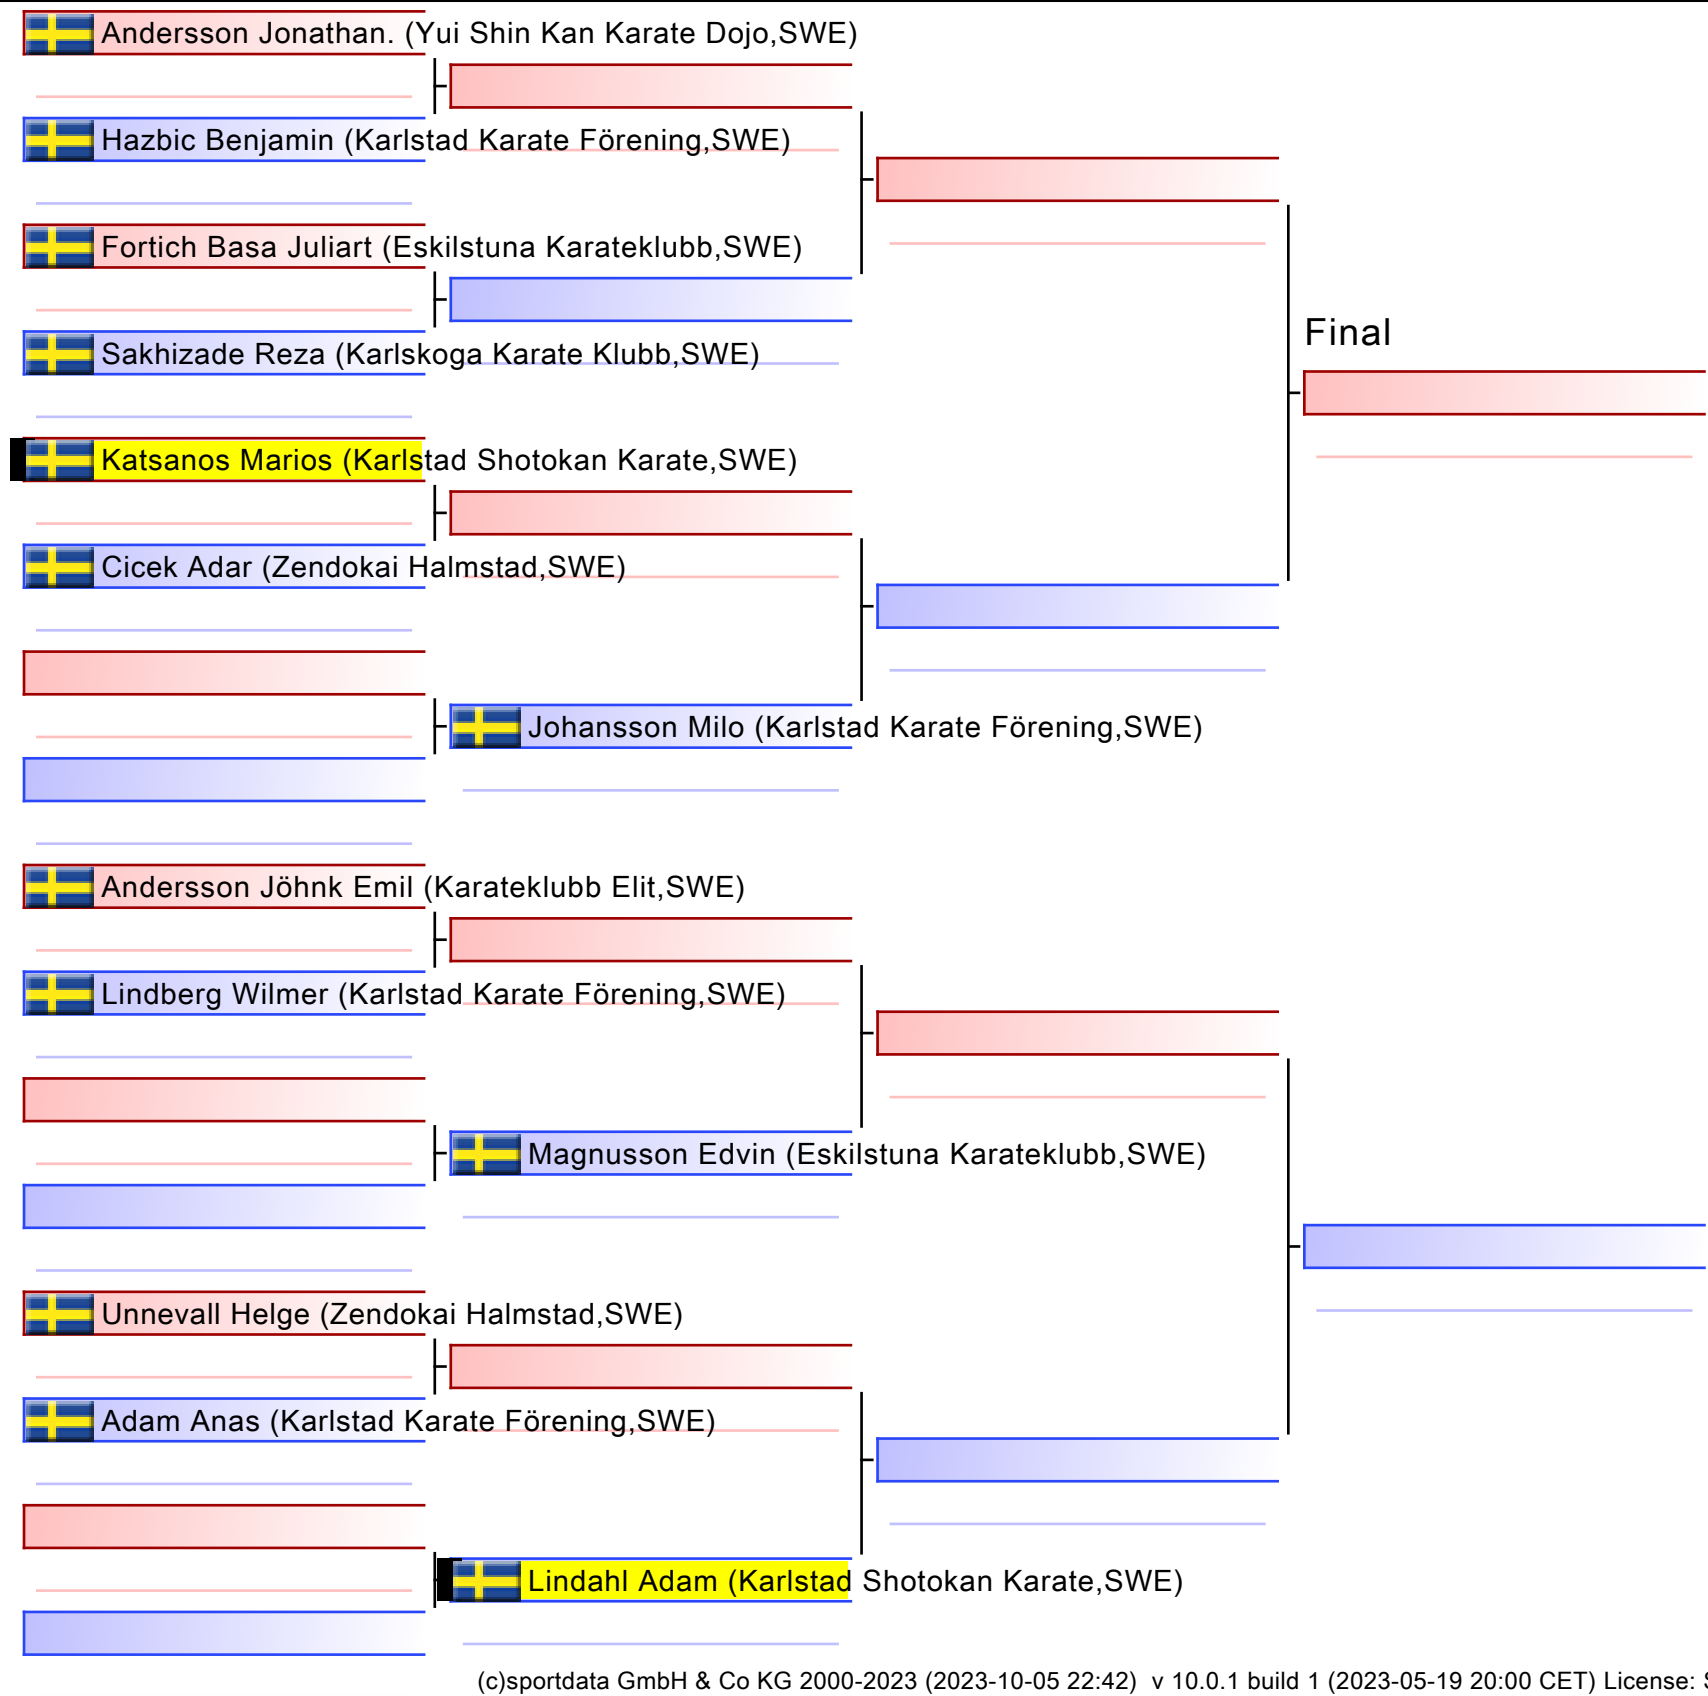 Andersson Jonathan. (Yui Shin Kan Karate Dojo,SWE)
Hazbic Benjamin (Karlstad Karate Förening,SWE)
Fortich Basa Juliart (Eskilstuna Karateklubb,SWE)
Final
Sakhizade Reza (Karlskoga Karate Klubb,SWE)
Katsanos Marios (Karlstad Shotokan Karate,SWE)
Cicek Adar (Zendokai Halmstad,SWE)
Johansson Milo (Karlstad Karate Förening,SWE)
Andersson Jöhnk Emil (Karateklubb Elit,SWE)
Lindberg Wilmer (Karlstad Karate Förening,SWE)
Magnusson Edvin (Eskilstuna Karateklubb,SWE)
Unnevall Helge (Zendokai Halmstad,SWE)
Adam Anas (Karlstad Karate Förening,SWE)
Lindahl Adam (Karlstad Shotokan Karate,SWE)
(c)sportdata GmbH & Co KG 2000-2023 (2023-10-05 22:42) v 10.0.1 build 1 (2023-05-19 20:00 CET) License: